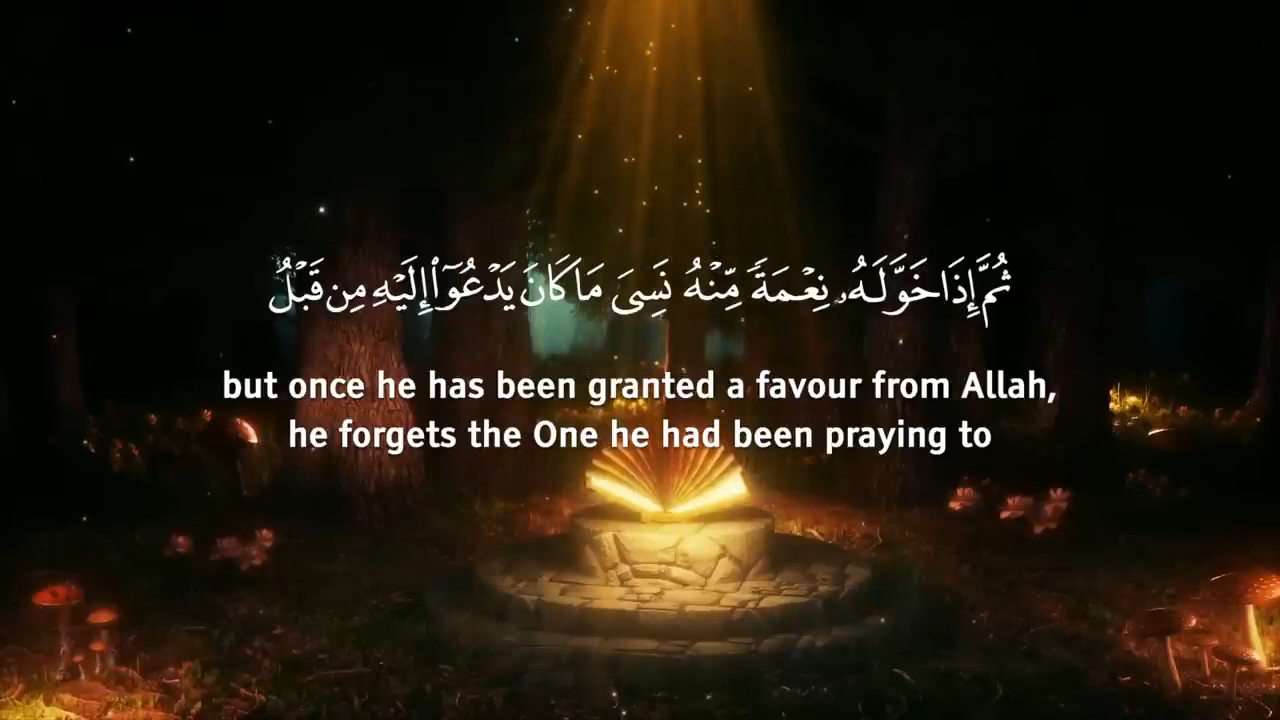 ثُمَّ إِذَا خَوَّلَهُۥ نِعْمَةً مِّنْهُ نَسِىَ مَا كَانَ يَدْعُوٓا۟ إِلَيْهِ مِن قَبْلُ
but once he has been granted a favour from Allah,
he forgets the One he had been praying to